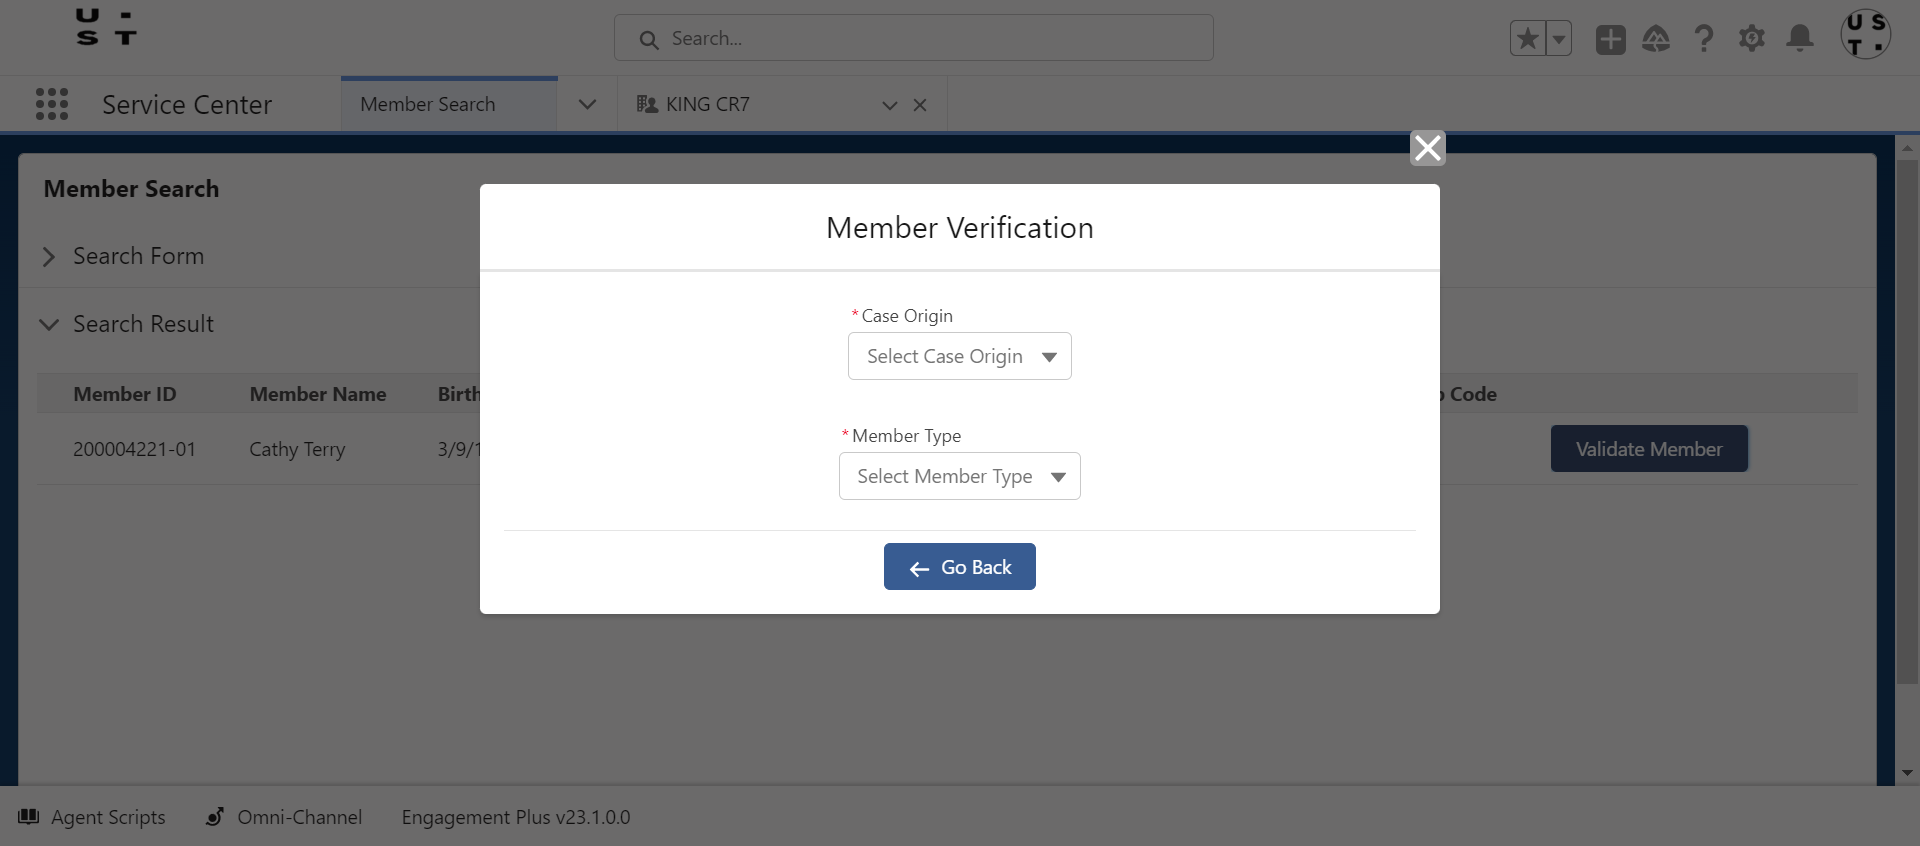 U ·
S T
Search...
U S
T ·
Service Center
Member Search
KING CR7
Member Search
Search Form
Search Result
Member Verification
*Case Origin
Select Case Origin
*Member Type
Select Member Type
Go Back
Member ID Member Name Birth Code
200004221-01 Cathy Terry 3/9/1 Validate Member
Agent Scripts Omni-Channel Engagement Plus v23.1.0.0